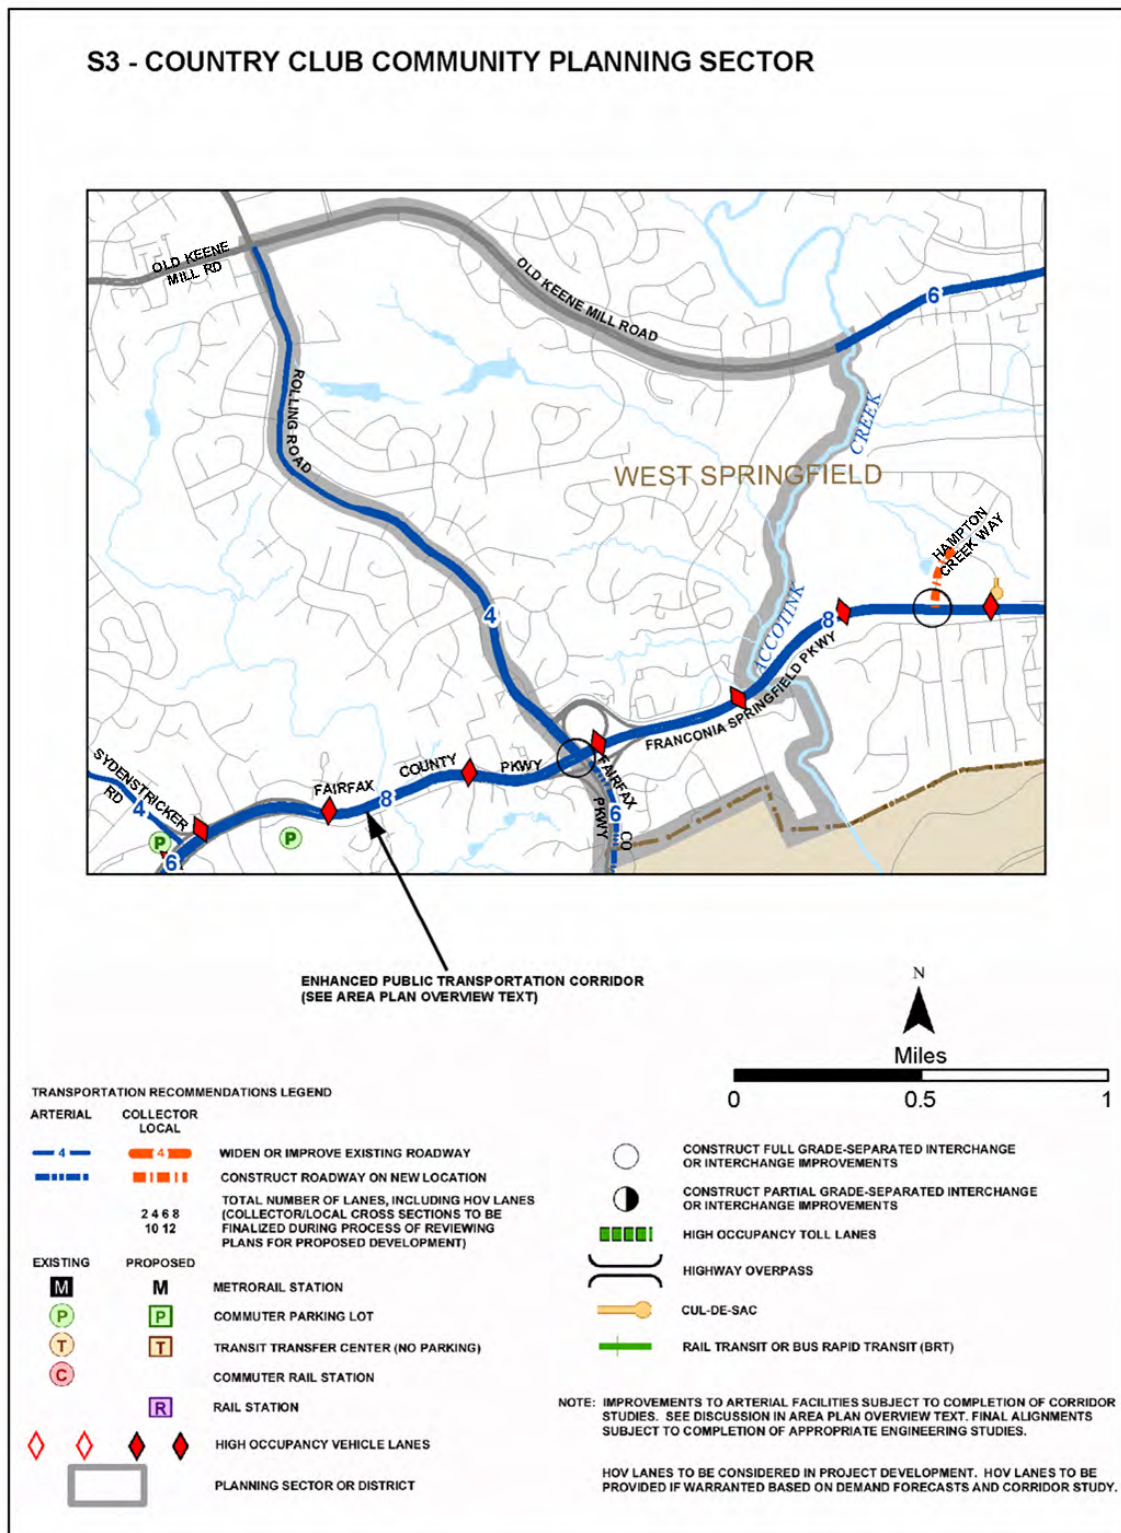 S3 - COUNTRY CLUB COMMUNITY PLANNING SECTOR
OLD KEENE
MILL RD
OLD KEENE MILL ROAD
6
ROLLING ROAD
CREEK
WEST SPRINGFIELD
HAMPTON
CREEK WAY
4
ACCOTINK
8
FRANCONIA SPRINGFIELD PKWY
SYDENSTRICKER
RD
4
P
6
P
FAIRFAX
8
COUNTY
PKWY
FAIRFAX
CO
PKWY
6
ENHANCED PUBLIC TRANSPORTATION CORRIDOR
(SEE AREA PLAN OVERVIEW TEXT)
N
Miles
0 0.5 1
TRANSPORTATION RECOMMENDATIONS LEGEND
ARTERIAL COLLECTOR
LOCAL
4 4 WIDEN OR IMPROVE EXISTING ROADWAY
CONSTRUCT ROADWAY ON NEW LOCATION
2 4 6 8
10 12
TOTAL NUMBER OF LANES, INCLUDING HOV LANES
(COLLECTOR/LOCAL CROSS SECTIONS TO BE
FINALIZED DURING PROCESS OF REVIEWING
PLANS FOR PROPOSED DEVELOPMENT)
EXISTING PROPOSED
M M METRORAIL STATION
P P COMMUTER PARKING LOT
T T TRANSIT TRANSFER CENTER (NO PARKING)
C COMMUTER RAIL STATION
R RAIL STATION
HIGH OCCUPANCY VEHICLE LANES
PLANNING SECTOR OR DISTRICT
CONSTRUCT FULL GRADE-SEPARATED INTERCHANGE
OR INTERCHANGE IMPROVEMENTS
CONSTRUCT PARTIAL GRADE-SEPARATED INTERCHANGE
OR INTERCHANGE IMPROVEMENTS
HIGH OCCUPANCY TOLL LANES
HIGHWAY OVERPASS
CUL-DE-SAC
RAIL TRANSIT OR BUS RAPID TRANSIT (BRT)
NOTE: IMPROVEMENTS TO ARTERIAL FACILITIES SUBJECT TO COMPLETION OF CORRIDOR
STUDIES. SEE DISCUSSION IN AREA PLAN OVERVIEW TEXT. FINAL ALIGNMENTS
SUBJECT TO COMPLETION OF APPROPRIATE ENGINEERING STUDIES.
HOV LANES TO BE CONSIDERED IN PROJECT DEVELOPMENT. HOV LANES TO BE
PROVIDED IF WARRANTED BASED ON DEMAND FORECASTS AND CORRIDOR STUDY.